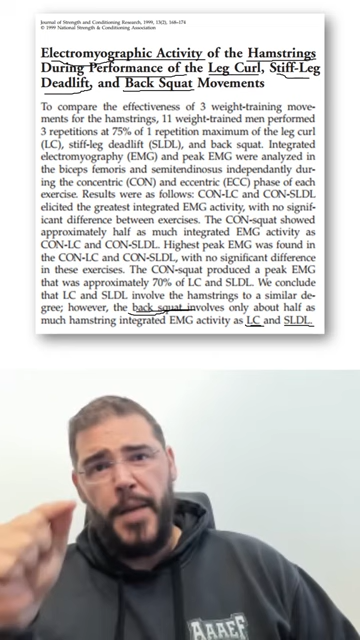 Journal of Strength and Conditioning Research, 1999, 13(2), 168–174
© 1999 National Strength & Conditioning Association
Electromyographic Activity of the Hamstrings
During Performance of the Leg Curl, Stiff-Leg
Deadlift, and Back Squat Movements
To compare the effectiveness of 3 weight-training move-
ments for the hamstrings, 11 weight-trained men performed
3 repetitions at 75% of 1 repetition maximum of the leg curl
(LC), stiff-leg deadlift (SLDL), and back squat. Integrated
electromyography (EMG) and peak EMG were analyzed in
the biceps femoris and semitendinosus independantly dur-
ing the concentric (CON) and eccentric (ECC) phase of each
exercise. Results were as follows: CON-LC and CON-SLDL
elicited the greatest integrated EMG activity, with no signif-
icant difference between exercises. The CON-squat showed
approximately half as much integrated EMG activity as
CON-LC and CON-SLDL. Highest peak EMG was found in
the CON-LC and CON-SLDL, with no significant difference
in these exercises. The CON-squat produced a peak EMG
that was approximately 70% of LC and SLDL. We conclude
that LC and SLDL involve the hamstrings to a similar de-
gree; however, the back squat involves only about half as
much hamstring integrated EMG activity as LC and SLDL.
AAAEF